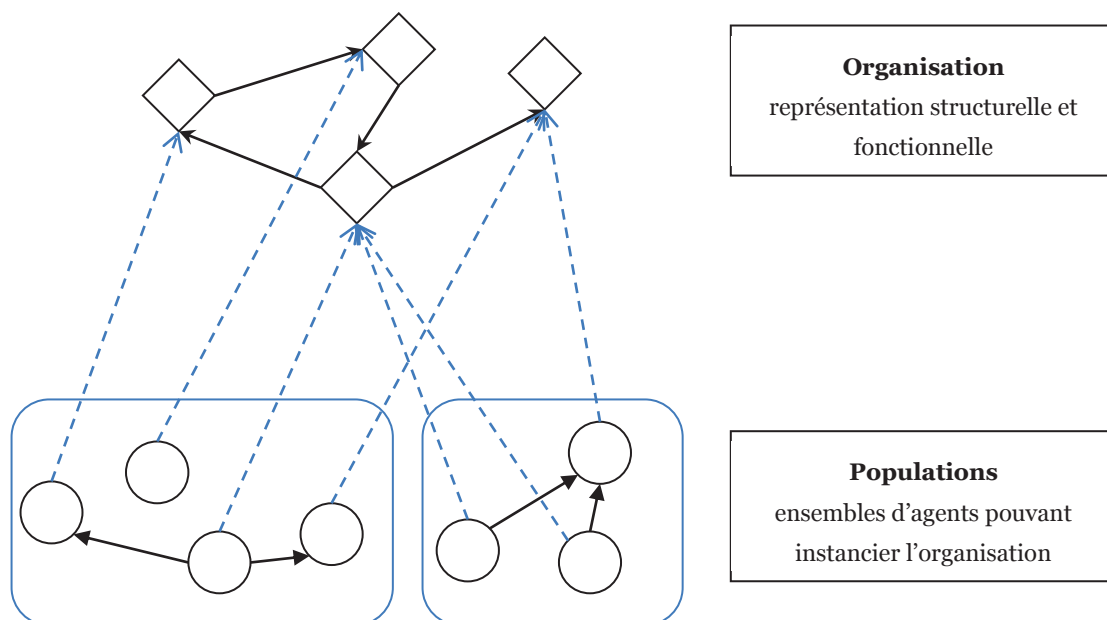 Organisation
représentation structurelle et
fonctionnelle
Populations
ensembles d’agents pouvant
instancier l’organisation